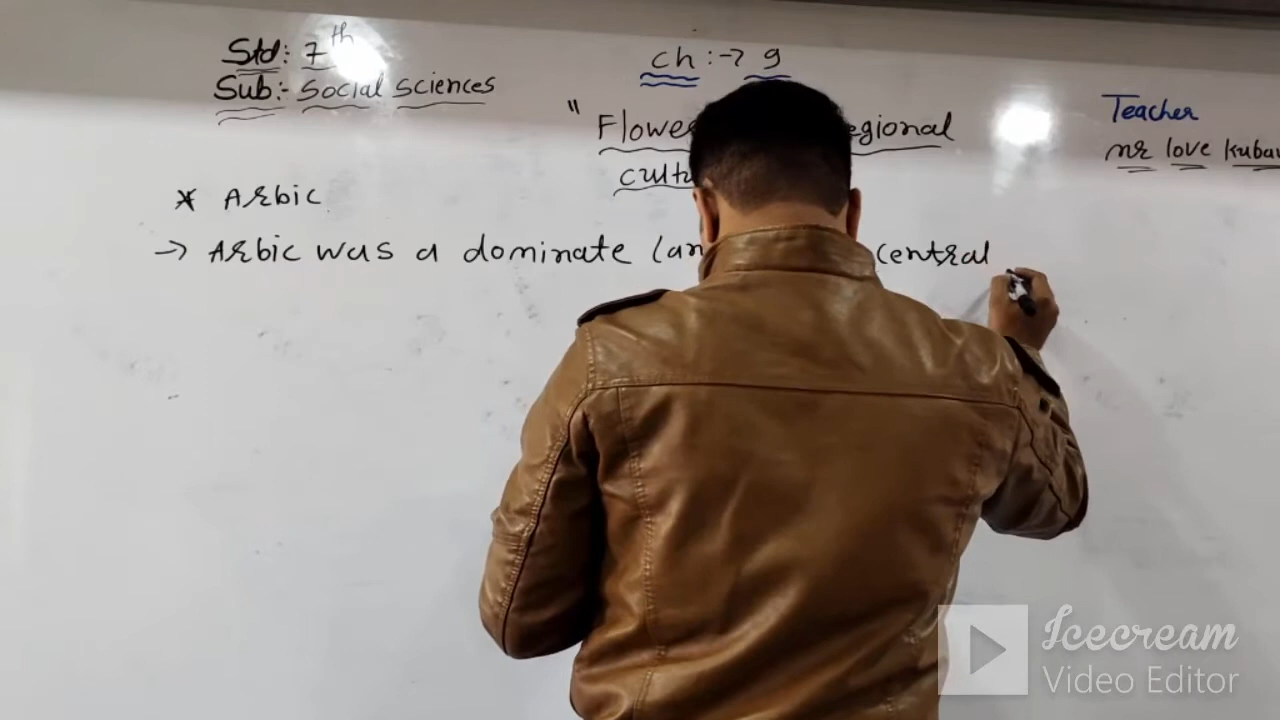 Std: 7th
Sub:- Social Sciences
ch :-> 9
Teacher
" Flowe egional
cultu
mr love Kubav
* Arbic
-> Arbic was a dominate lan central
Icecream
Video Editor